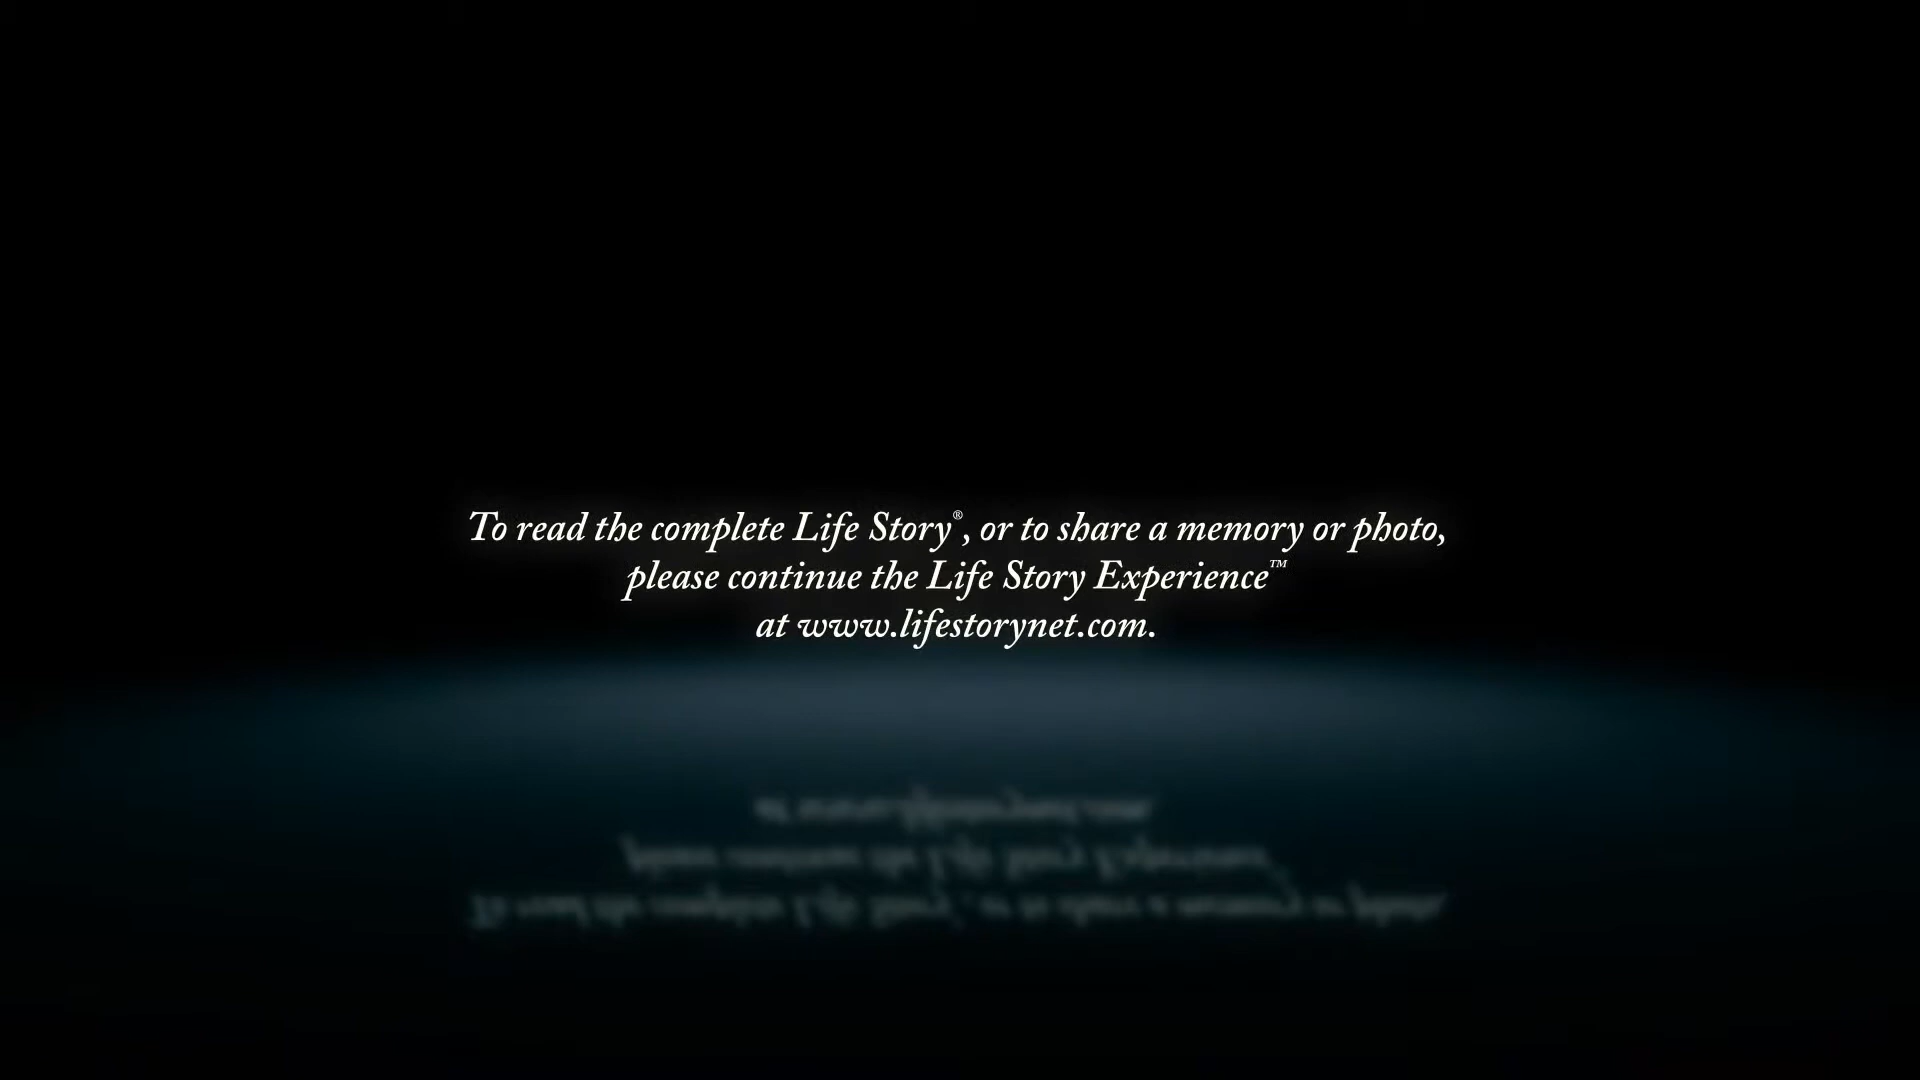 To read the complete Life Story®, or to share a memory or photo,
please continue the Life Story Experience™
at www.lifestorynet.com.